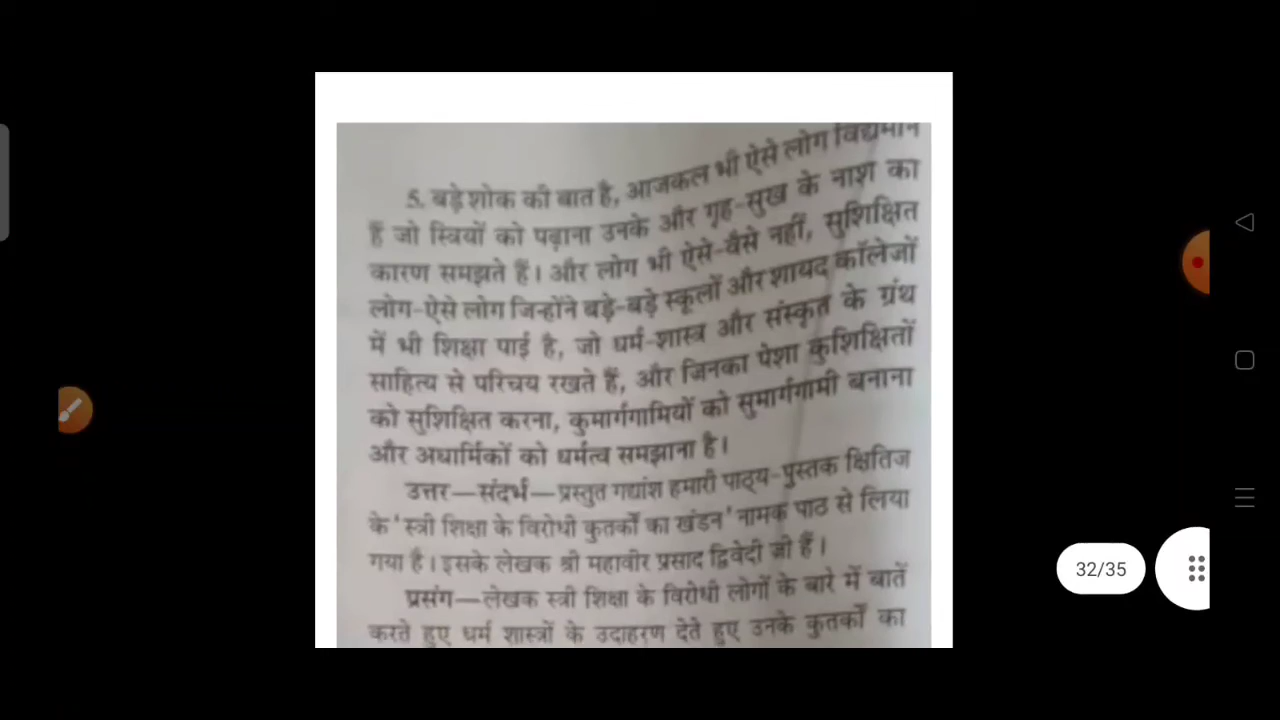 5. बड़े शोक की बात है, आजकल भी ऐसे लोग विद्यमान
हैं जो स्त्रियों को पढ़ाना उनके और गृह-सुख के नाश का
कारण समझते हैं। और लोग भी ऐसे-वैसे नहीं, सुशिक्षित
लोग-ऐसे लोग जिन्होंने बड़े-बड़े स्कूलों और शायद कॉलेजों
में भी शिक्षा पाई है, जो धर्म-शास्त्र और संस्कृत के ग्रंथ
साहित्य से परिचय रखते हैं, और जिनका पेशा कुशिक्षितों
को सुशिक्षित करना, कुमार्गगामियों को सुमार्गगामी बनाना
और अधार्मिकों को धर्मत्व समझाना है।
उत्तर—संदर्भ—प्रस्तुत गद्यांश हमारी पाठ्य-पुस्तक क्षितिज
के 'स्त्री शिक्षा के विरोधी कुतर्कों का खंडन' नामक पाठ से लिया
गया है। इसके लेखक श्री महावीर प्रसाद द्विवेदी जी हैं।
प्रसंग—लेखक स्त्री शिक्षा के विरोधी लोगों के बारे में बातें
करते हुए धर्म शास्त्रों के उदाहरण देते हुए उनके कुतर्कों का
32/35